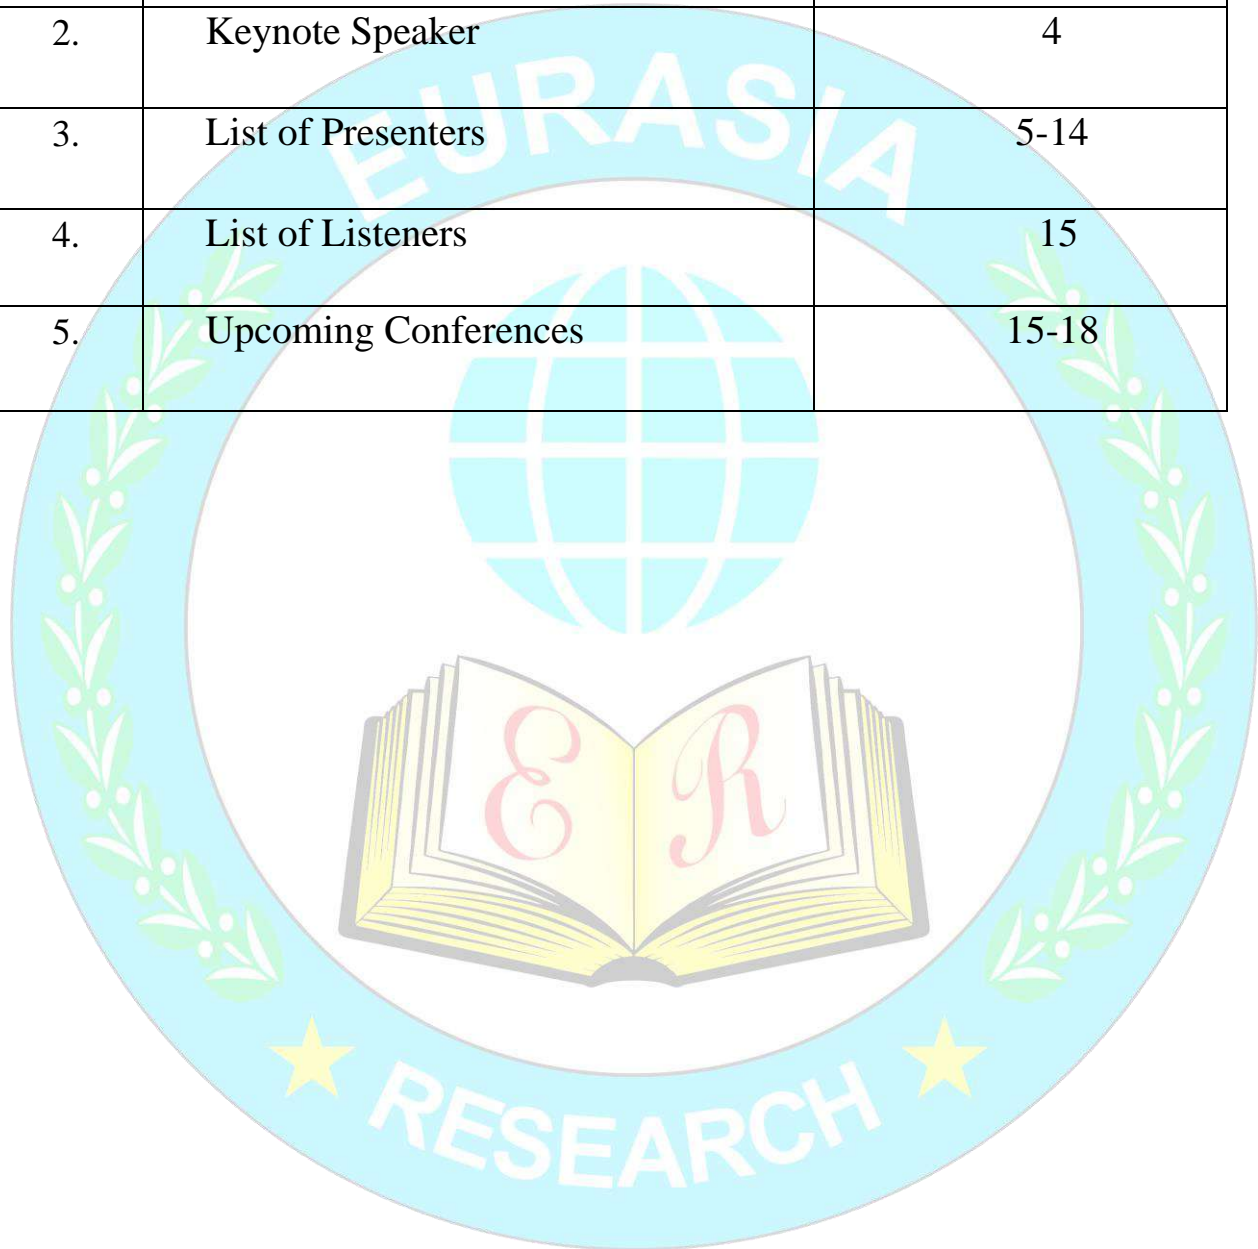 2. Keynote Speaker 4
3. List of Presenters 5-14
4. List of Listeners 15
5. Upcoming Conferences 15-18
EURASIA
E R
RESEARCH